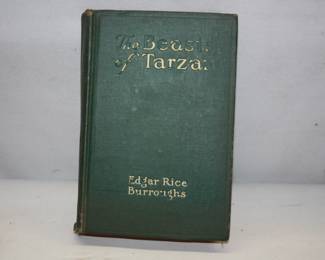 The Beasts
of Tarzan
Edgar Rice
Burroughs